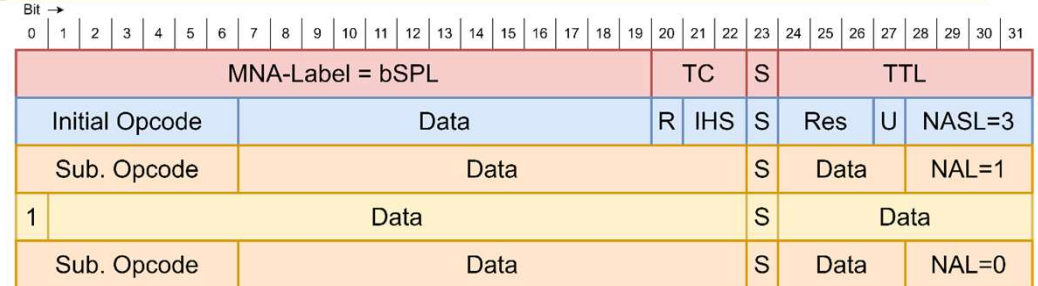 Bit →
0 1 2 3 4 5 6 7 8 9 10 11 12 13 14 15 16 17 18 19 20 21 22 23 24 25 26 27 28 29 30 31
MNA-Label = bSPL TC S TTL
Initial Opcode Data R IHS S Res U NASL=3
Sub. Opcode Data S Data NAL=1
1 Data S Data
Sub. Opcode Data S Data NAL=0